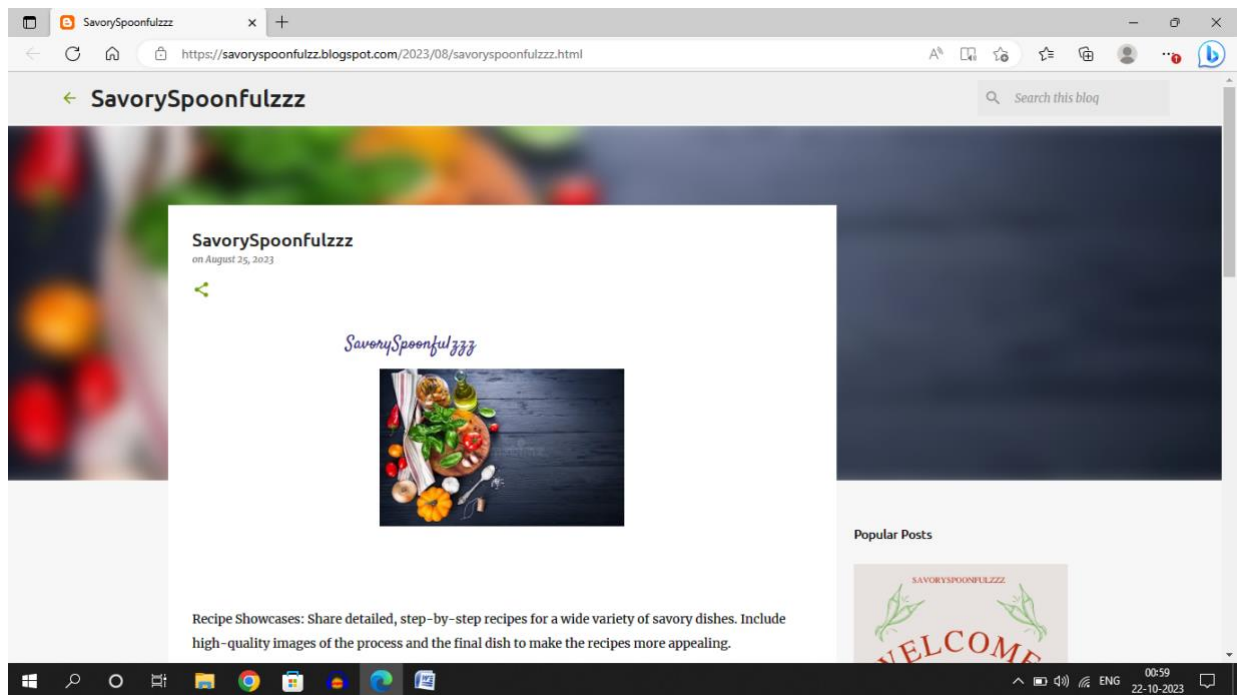 SavorySpoonfulzzz
https://savoryspoonfulzz.blogspot.com/2023/08/savoryspoonfulzzz.html
SavorySpoonfulzzz
Search this blog
SavorySpoonfulzzz
on August 25, 2023
SavorySpoonfulzzz
Popular Posts
SAVORYSPOONFULZZZ
WELCOME
Recipe Showcases: Share detailed, step-by-step recipes for a wide variety of savory dishes. Include
high-quality images of the process and the final dish to make the recipes more appealing.
ENG
00:59
22-10-2023